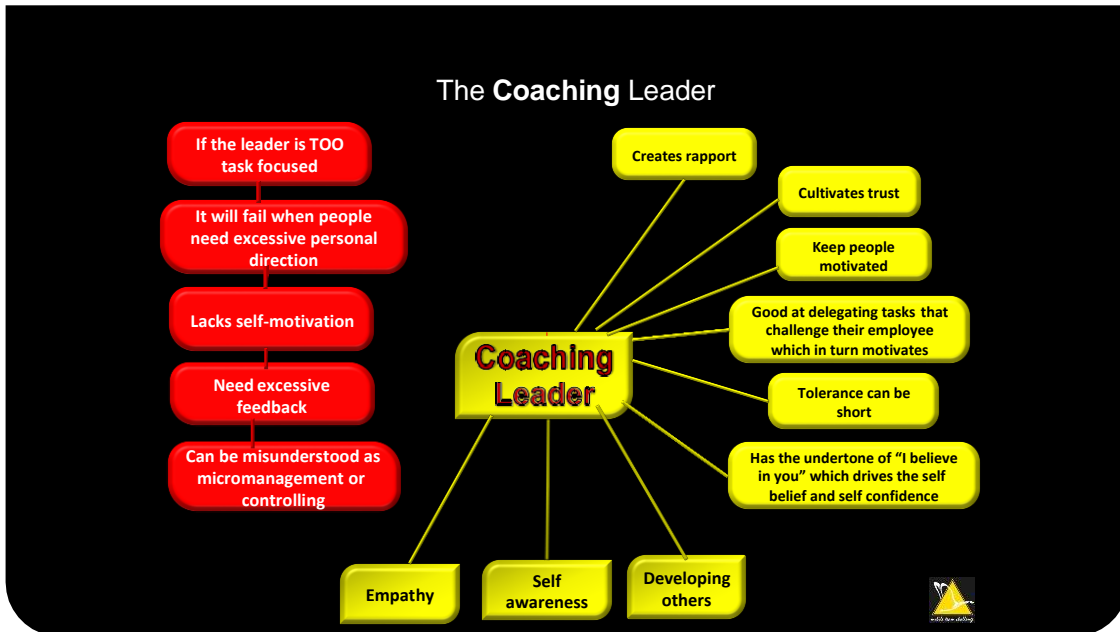 The Coaching Leader
If the leader is TOO
task focused
It will fail when people
need excessive personal
direction
Lacks self-motivation
Need excessive
feedback
Can be misunderstood as
micromanagement or
controlling
Creates rapport
Cultivates trust
Keep people
motivated
Good at delegating tasks that
challenge their employee
which in turn motivates
Tolerance can be
short
Has the undertone of “I believe
in you” which drives the self
belief and self confidence
Coaching
Leader
Empathy
Self
awareness
Developing
others